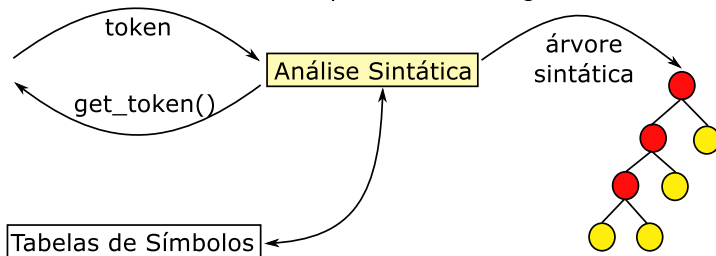 token
Análise Sintática
árvore
sintática
get_token()
Tabelas de Símbolos